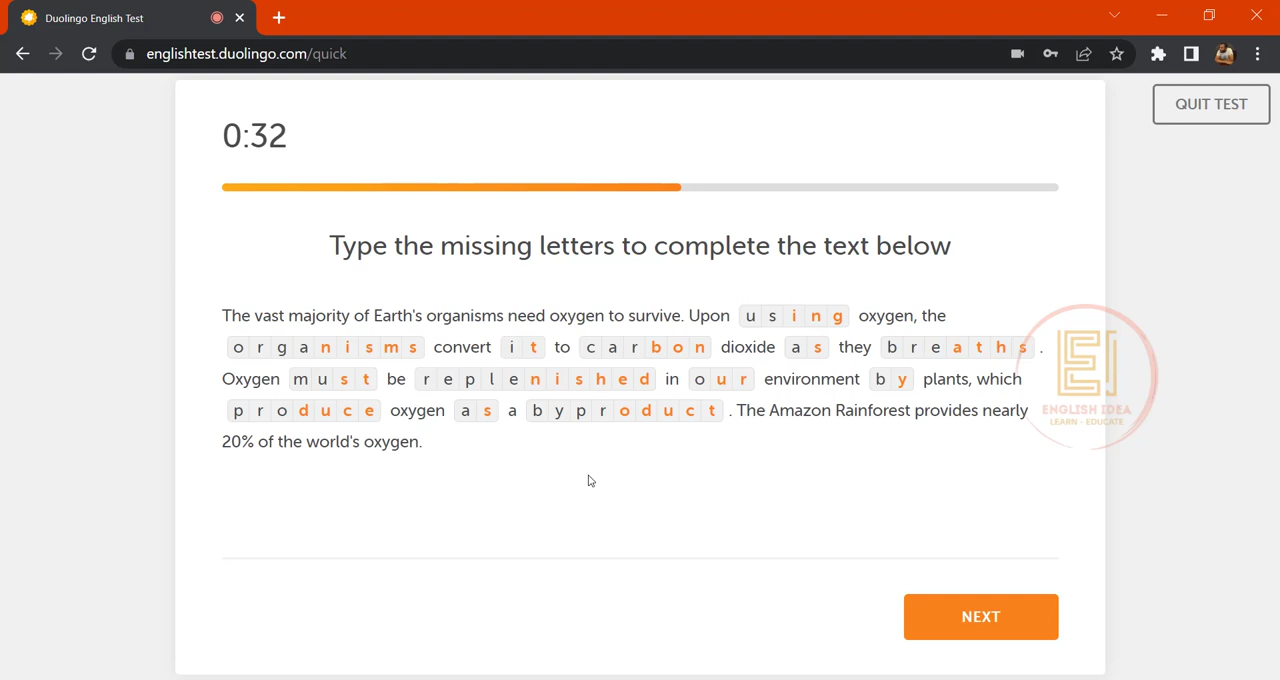 Duolingo English Test
englishtest.duolingo.com/quick
QUIT TEST
0:32
Type the missing letters to complete the text below
The vast majority of Earth's organisms need oxygen to survive. Upon using oxygen, the
organisms convert it to carbon dioxide as they breaths.
Oxygen must be replenished in our environment by plants, which
produce oxygen as a byproduct. The Amazon Rainforest provides nearly
20% of the world's oxygen.
ENGLISH IDEA
LEARN - EDUCATE
NEXT